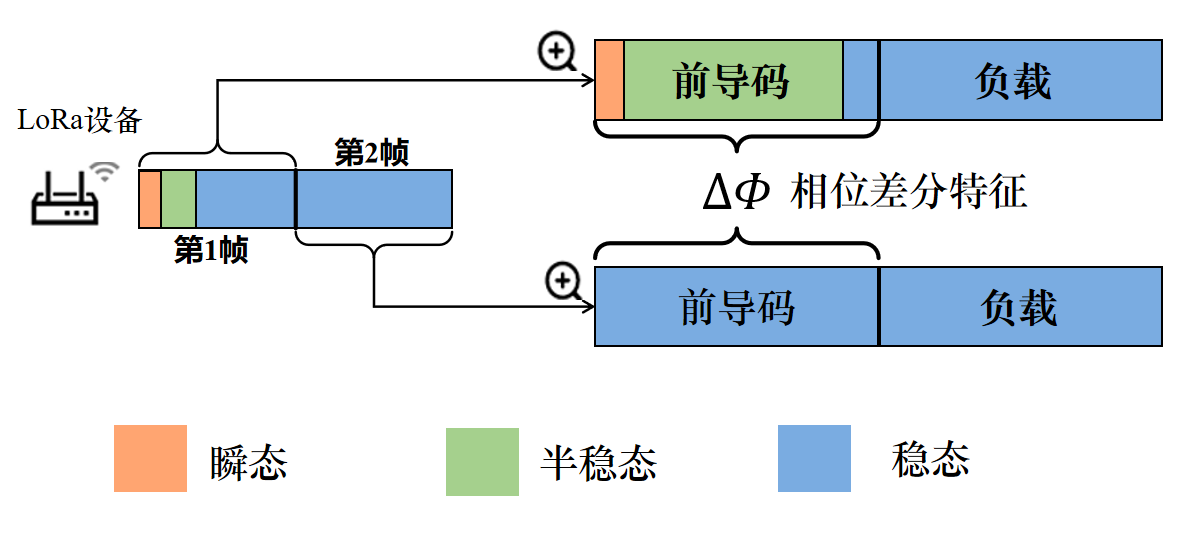 前导码
负载
LoRa设备
第2帧
第1帧
ΔΦ 相位差分特征
前导码
负载
瞬态
半稳态
稳态